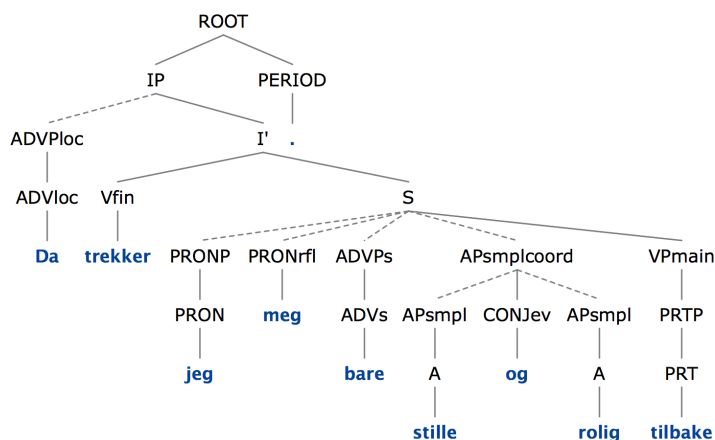 ROOT
IP PERIOD
ADVPloc I' .
ADVloc Vfin S
Da trekker PRONP PRONrfl ADVPs APsmplcoord VPmain
PRON meg ADVs APsmpl CONJev APsmpl PRTP
jeg bare A og A PRT
stille rolig tilbake